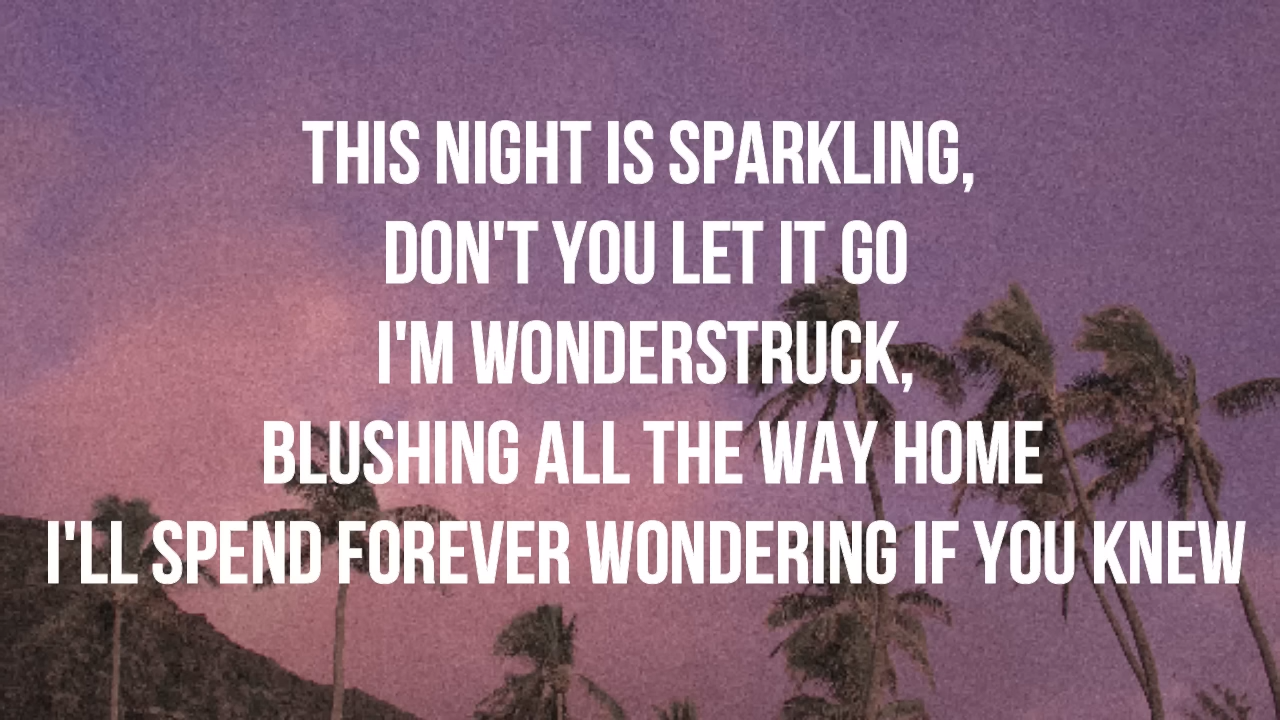 THIS NIGHT IS SPARKLING,
DON'T YOU LET IT GO
I'M WONDERSTRUCK,
BLUSHING ALL THE WAY HOME
I'LL SPEND FOREVER WONDERING IF YOU KNEW